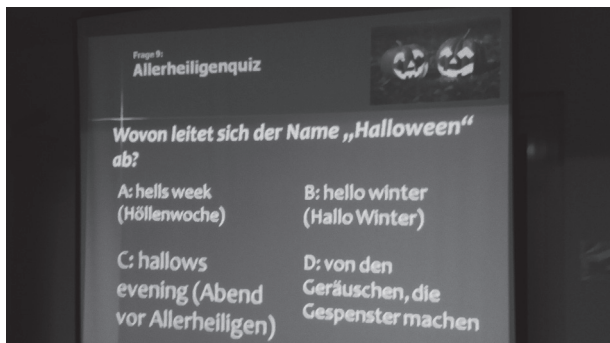 Frage 9:
Allerheiligenquiz
Wovon leitet sich der Name „Halloween“
ab?
A: hells week
(Höllenwoche)
B: hello winter
(Hallo Winter)
C: hallows
evening (Abend
vor Allerheiligen)
D: von den
Geräuschen, die
Gespenster machen